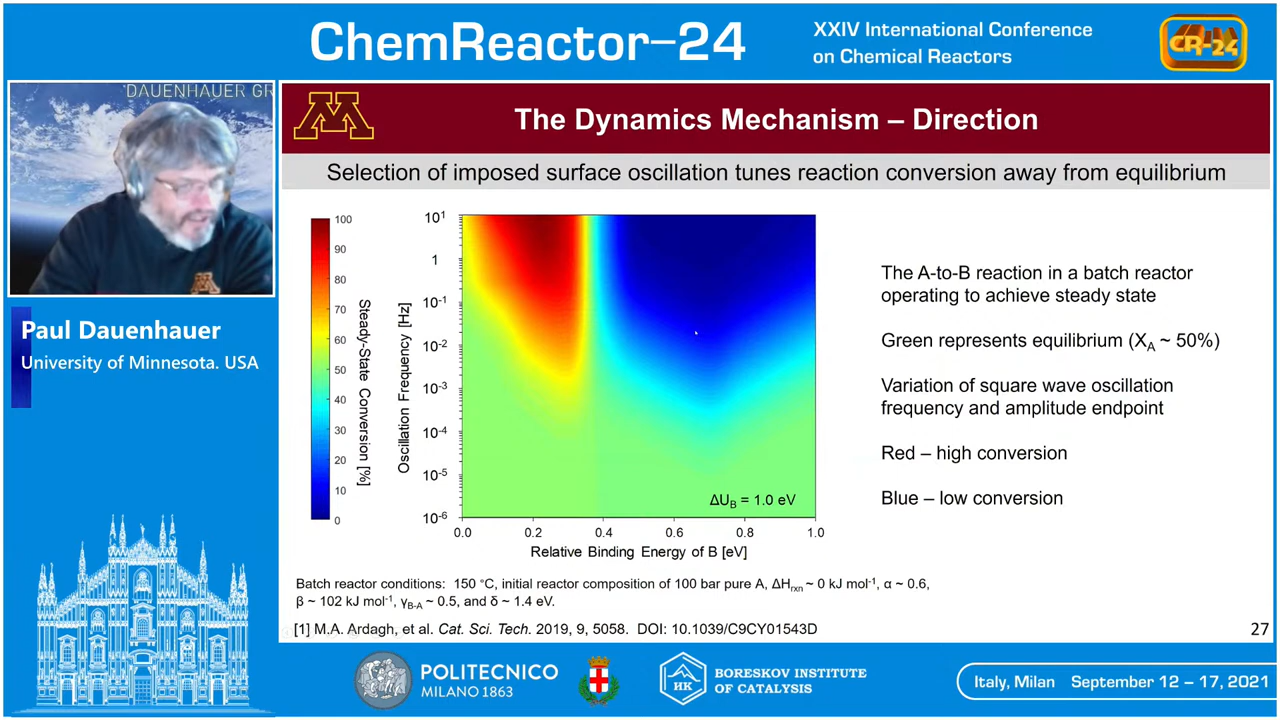 ChemReactor–24
XXIV International Conference
on Chemical Reactors
CR-24
DAUENHAUER GR
M
The Dynamics Mechanism – Direction
Selection of imposed surface oscillation tunes reaction conversion away from equilibrium
Paul Dauenhauer
University of Minnesota. USA
100
90
80
70
60
50
40
30
20
10
0
Steady-State Conversion [%]
Oscillation Frequency [Hz]
10¹
1
10⁻¹
10⁻²
10⁻³
10⁻⁴
10⁻⁵
10⁻⁶
ΔU_B = 1.0 eV
0.0 0.2 0.4 0.6 0.8 1.0
Relative Binding Energy of B [eV]
The A-to-B reaction in a batch reactor
operating to achieve steady state
Green represents equilibrium (X_A ~ 50%)
Variation of square wave oscillation
frequency and amplitude endpoint
Red – high conversion
Blue – low conversion
Batch reactor conditions: 150 °C, initial reactor composition of 100 bar pure A, ΔH_rxn ~ 0 kJ mol⁻¹, α ~ 0.6,
β ~ 102 kJ mol⁻¹, γ_B-A ~ 0.5, and δ ~ 1.4 eV.
[1] M.A. Ardagh, et al. Cat. Sci. Tech. 2019, 9, 5058. DOI: 10.1039/C9CY01543D
27
POLITECNICO
MILANO 1863
HK
BORESKOV INSTITUTE
OF CATALYSIS
Italy, Milan September 12 – 17, 2021